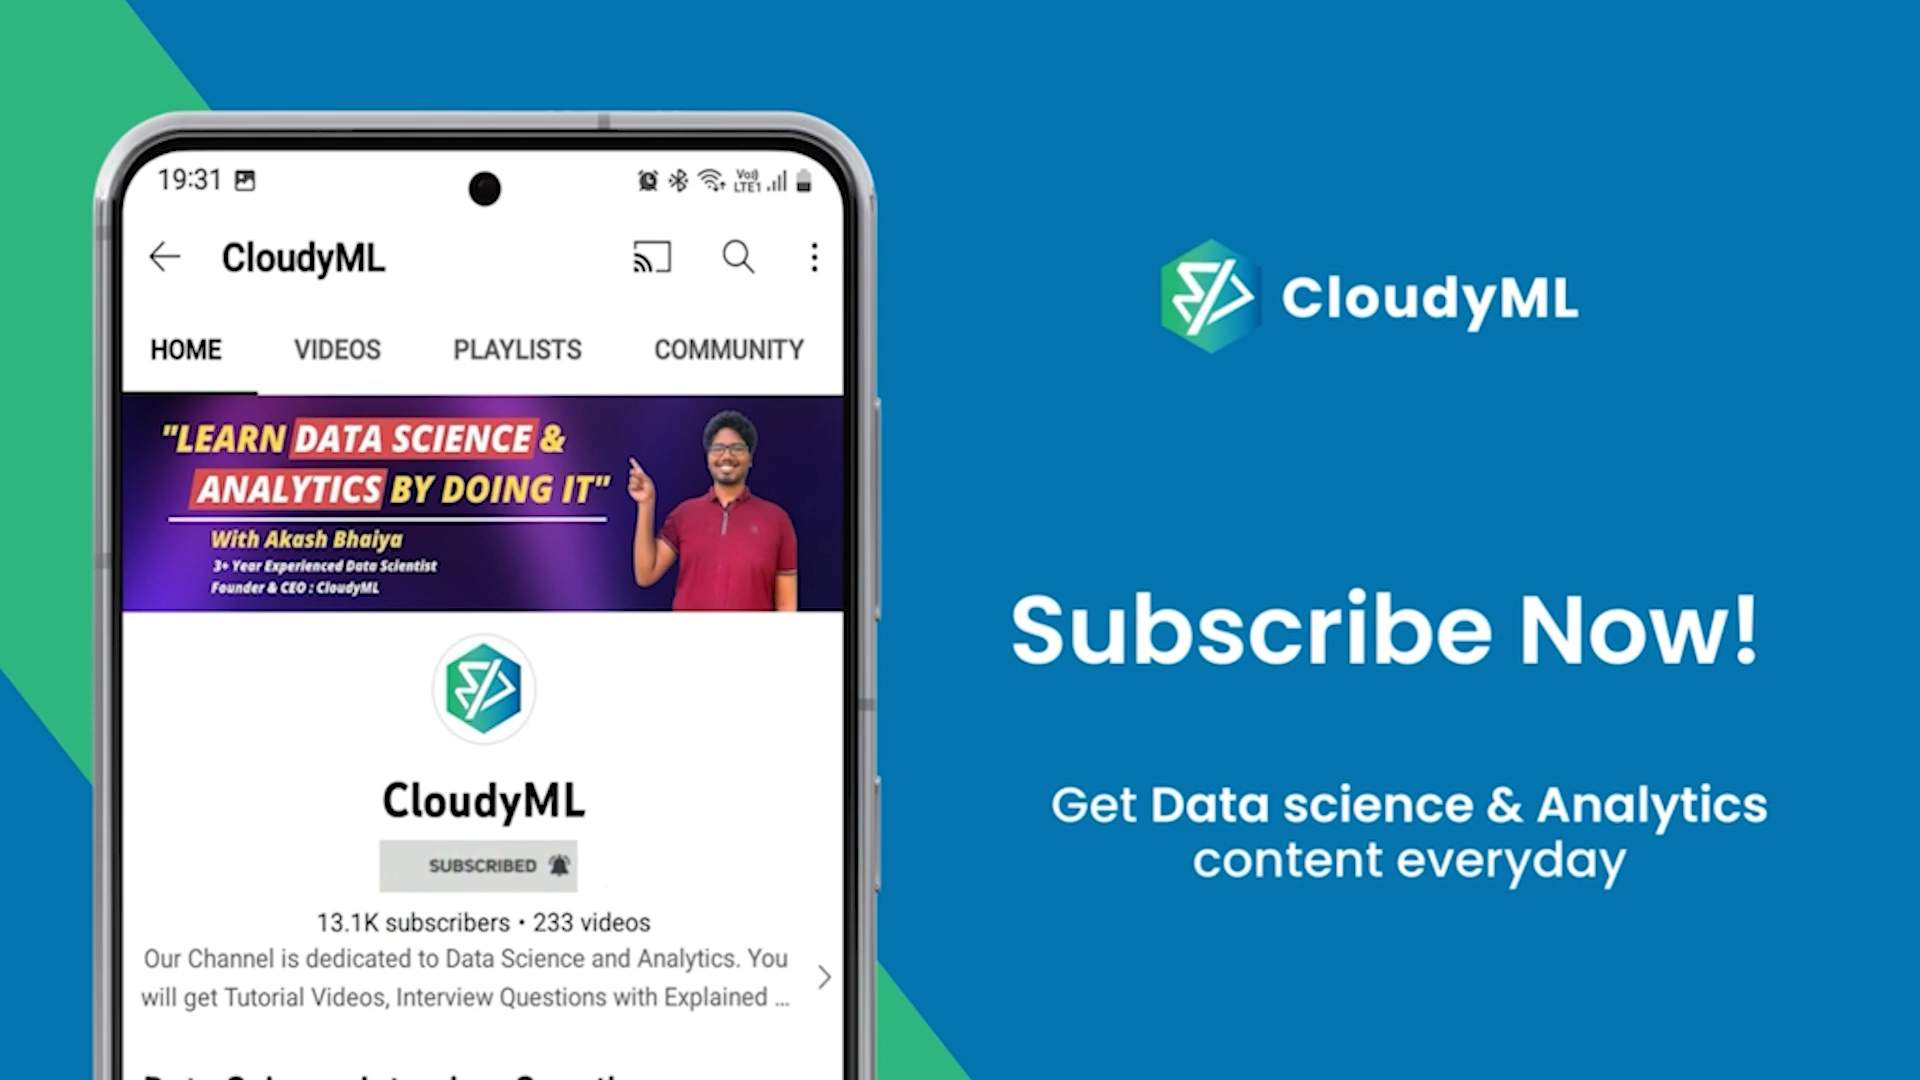 19:31
Vo)) LTE1
CloudyML
HOME VIDEOS PLAYLISTS COMMUNITY
"LEARN DATA SCIENCE &
ANALYTICS BY DOING IT"
With Akash Bhaiya
3+ Year Experienced Data Scientist
Founder & CEO : CloudyML
CloudyML
SUBSCRIBED
13.1K subscribers • 233 videos
Our Channel is dedicated to Data Science and Analytics. You
will get Tutorial Videos, Interview Questions with Explained ...
CloudyML
Subscribe Now!
Get Data science & Analytics
content everyday